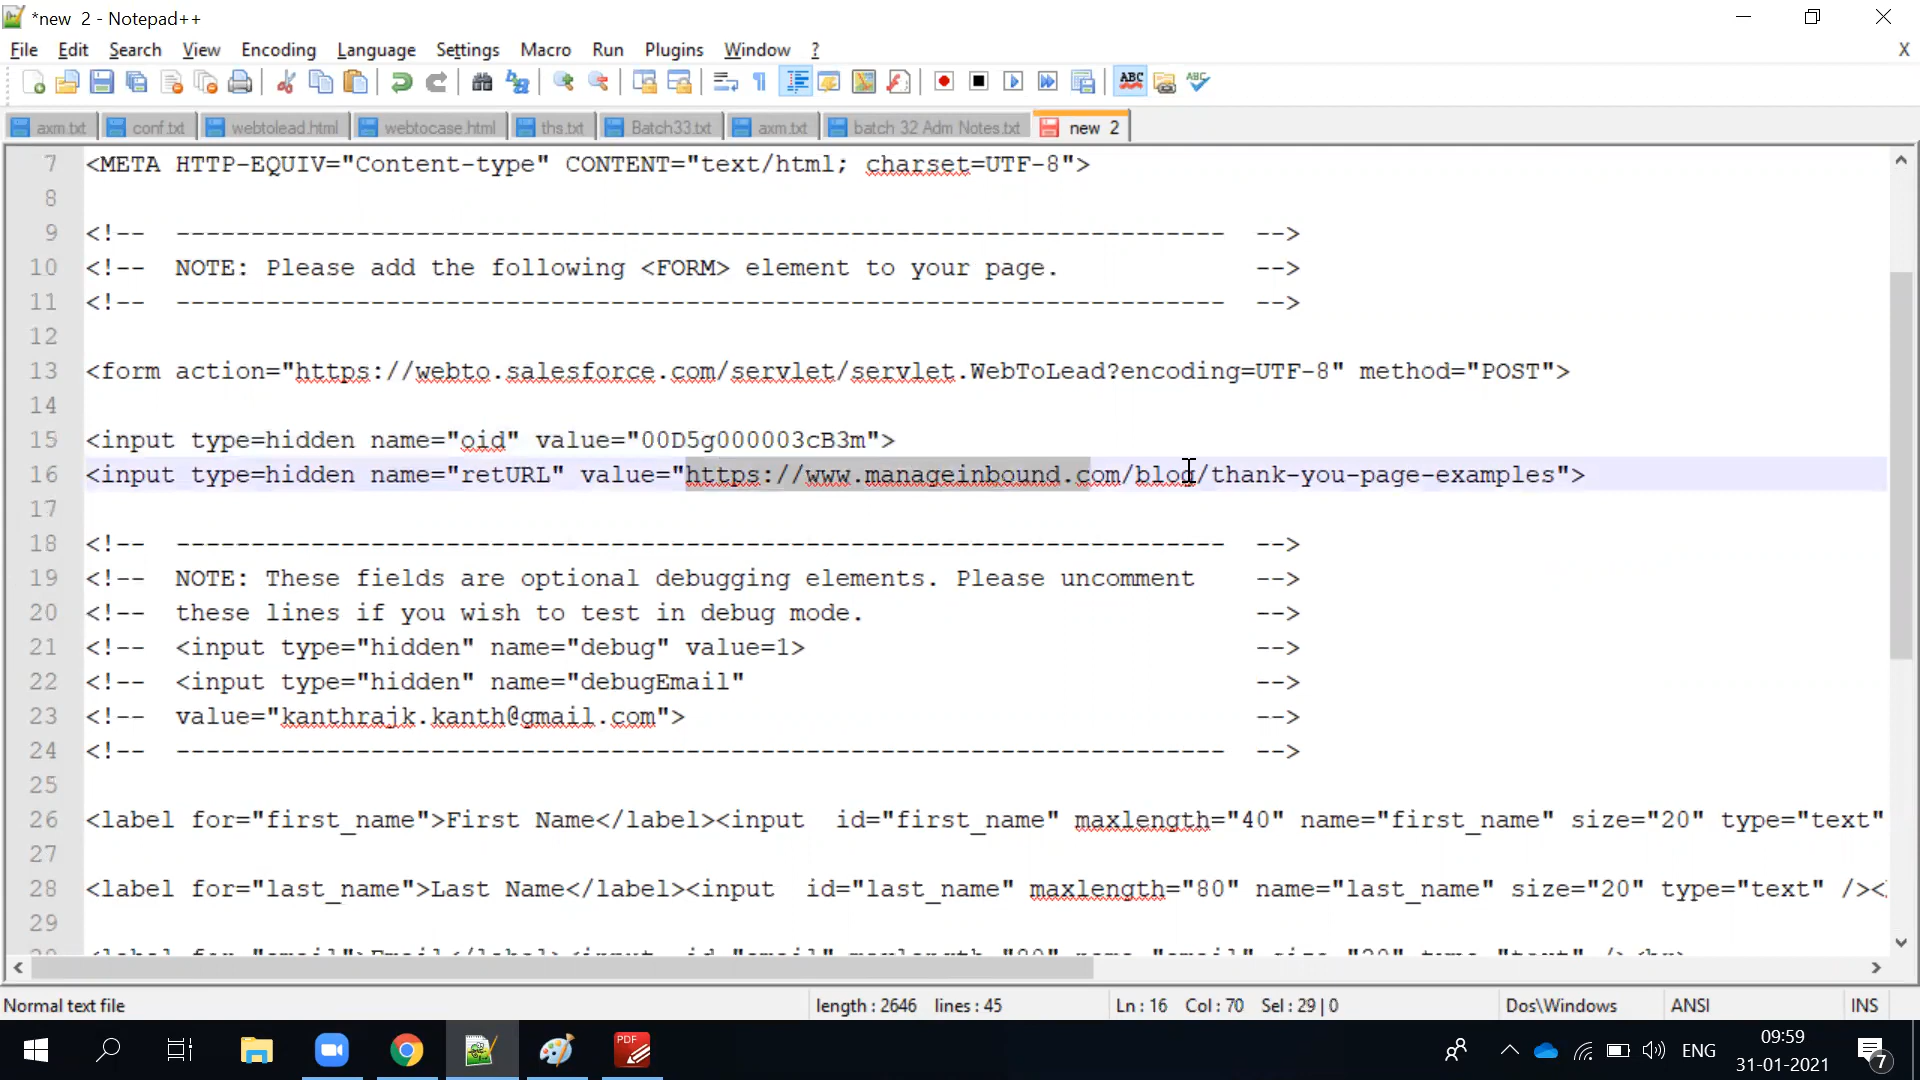 *new 2 - Notepad++
File Edit Search View Encoding Language Settings Macro Run Plugins Window ? X
axm.txt conf.txt webtolead.html webtocase.html ths.txt Batch33.txt axm.txt batch 32 Adm Notes.txt new 2
7 <META HTTP-EQUIV="Content-type" CONTENT="text/html; charset=UTF-8">
8
9 <!--  ----------------------------------------------------------------------  -->
10 <!--  NOTE: Please add the following <FORM> element to your page.             -->
11 <!--  ----------------------------------------------------------------------  -->
12
13 <form action="https://webto.salesforce.com/servlet/servlet.WebToLead?encoding=UTF-8" method="POST">
14
15 <input type=hidden name="oid" value="00D5g000003cB3m">
16 <input type=hidden name="retURL" value="https://www.manageinbound.com/blog/thank-you-page-examples">
17
18 <!--  ----------------------------------------------------------------------  -->
19 <!--  NOTE: These fields are optional debugging elements. Please uncomment    -->
20 <!--  these lines if you wish to test in debug mode.                          -->
21 <!--  <input type="hidden" name="debug" value=1>                              -->
22 <!--  <input type="hidden" name="debugEmail"                                  -->
23 <!--  value="kanthrajk.kanth@gmail.com">                                      -->
24 <!--  ----------------------------------------------------------------------  -->
25
26 <label for="first_name">First Name</label><input  id="first_name" maxlength="40" name="first_name" size="20" type="text"
27
28 <label for="last_name">Last Name</label><input  id="last_name" maxlength="80" name="last_name" size="20" type="text" /><
29
Normal text file length : 2646 lines : 45 Ln : 16 Col : 70 Sel : 29 | 0 Dos\Windows ANSI INS
PDF ENG 09:59
31-01-2021 7